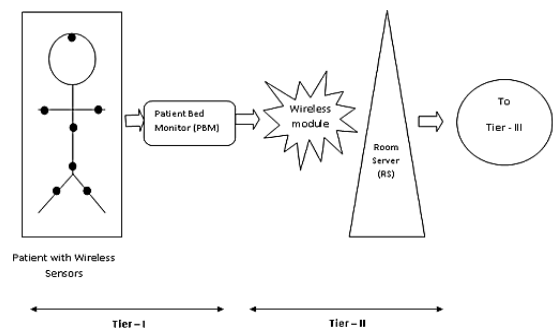 Patient with Wireless
Sensors
Patient Bed
Monitor (PBM)
Wireless
module
Room
Server
(RS)
To
Tier - III
Tier – I
Tier – II